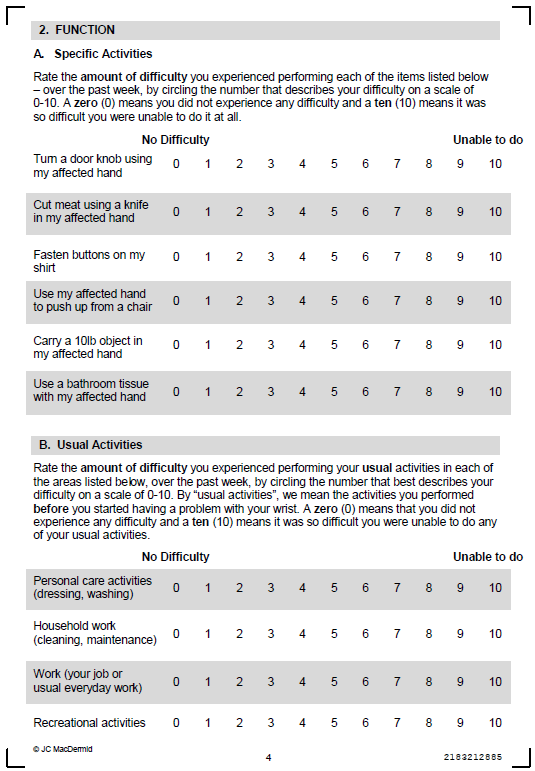 2. FUNCTION
A. Specific Activities
Rate the amount of difficulty you experienced performing each of the items listed below
– over the past week, by circling the number that describes your difficulty on a scale of
0-10. A zero (0) means you did not experience any difficulty and a ten (10) means it was
so difficult you were unable to do it at all.
No Difficulty Unable to do
Turn a door knob using
my affected hand 0 1 2 3 4 5 6 7 8 9 10
Cut meat using a knife
in my affected hand 0 1 2 3 4 5 6 7 8 9 10
Fasten buttons on my
shirt 0 1 2 3 4 5 6 7 8 9 10
Use my affected hand
to push up from a chair 0 1 2 3 4 5 6 7 8 9 10
Carry a 10lb object in
my affected hand 0 1 2 3 4 5 6 7 8 9 10
Use a bathroom tissue
with my affected hand 0 1 2 3 4 5 6 7 8 9 10
B. Usual Activities
Rate the amount of difficulty you experienced performing your usual activities in each of
the areas listed below, over the past week, by circling the number that best describes your
difficulty on a scale of 0-10. By “usual activities”, we mean the activities you performed
before you started having a problem with your wrist. A zero (0) means that you did not
experience any difficulty and a ten (10) means it was so difficult you were unable to do any
of your usual activities.
No Difficulty Unable to do
Personal care activities
(dressing, washing) 0 1 2 3 4 5 6 7 8 9 10
Household work
(cleaning, maintenance) 0 1 2 3 4 5 6 7 8 9 10
Work (your job or
usual everyday work) 0 1 2 3 4 5 6 7 8 9 10
Recreational activities 0 1 2 3 4 5 6 7 8 9 10
© JC MacDermid
4 2183212885